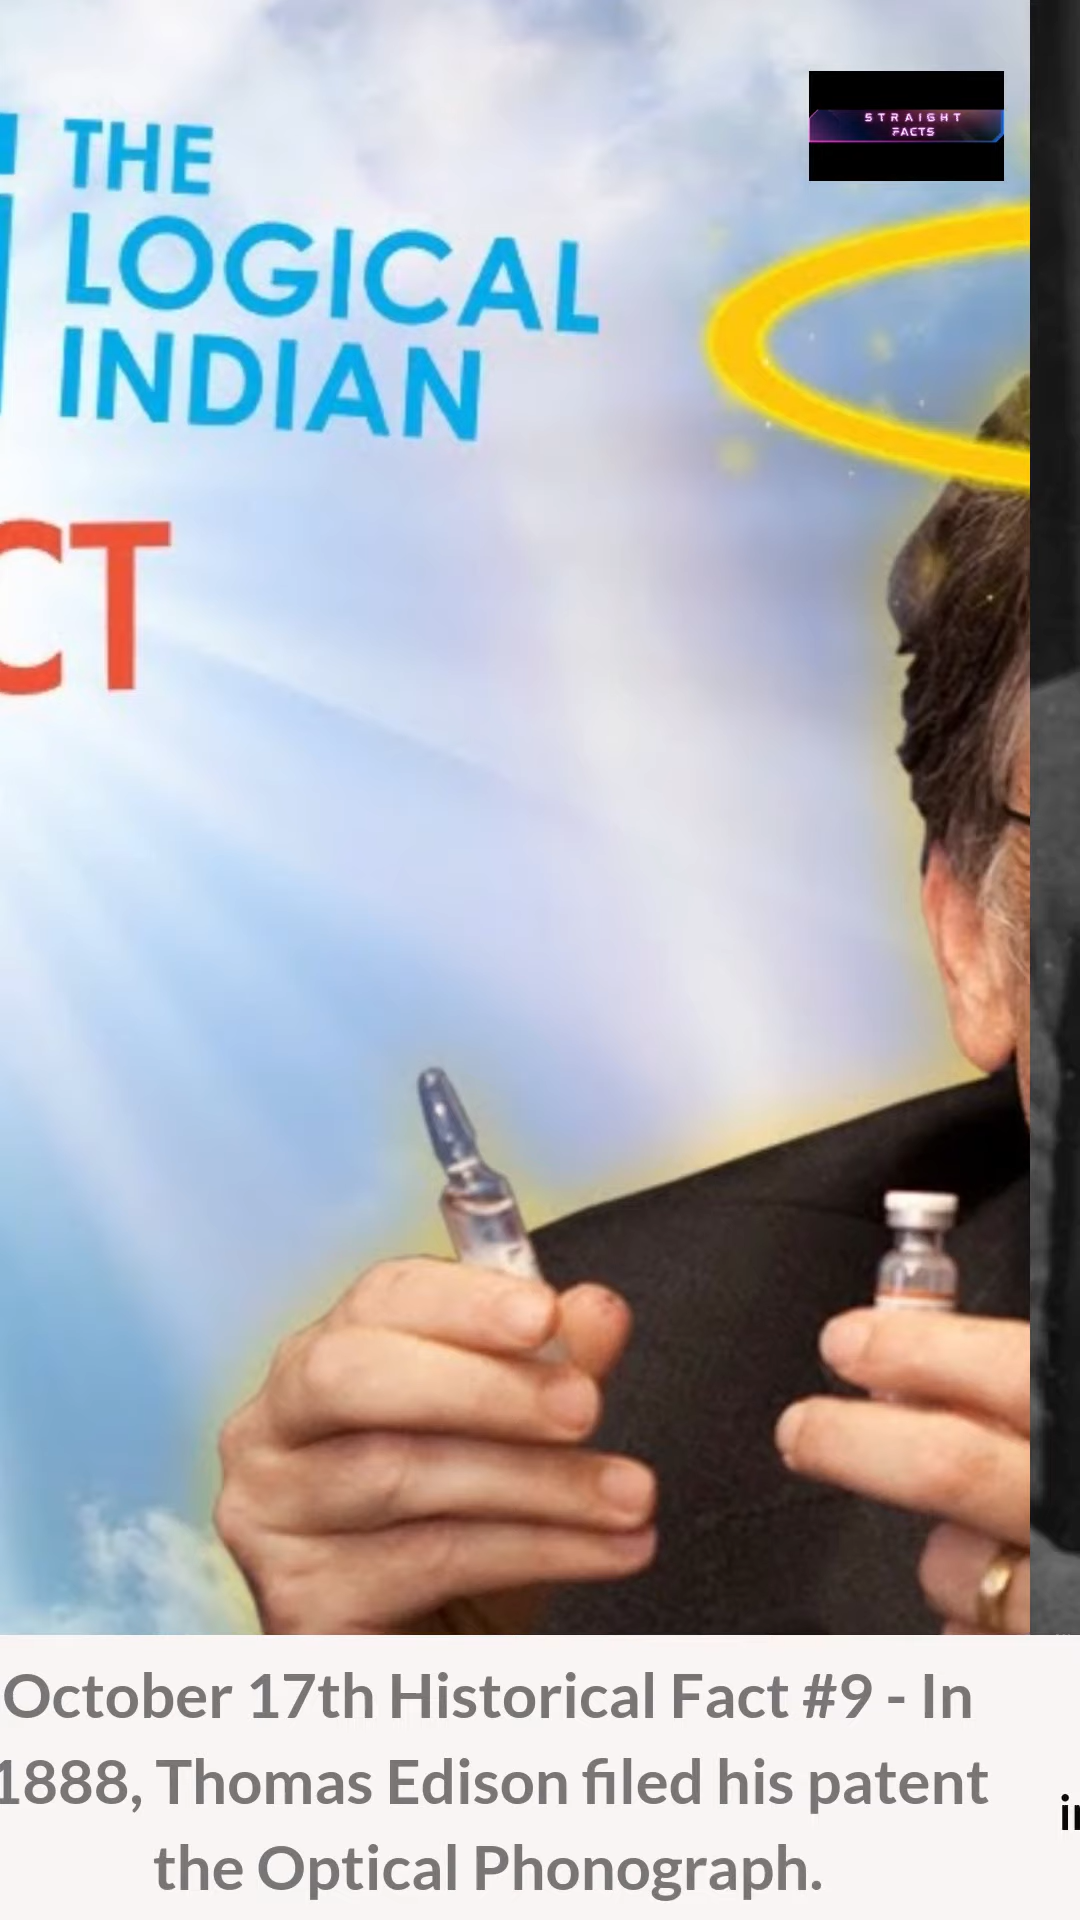 STRAIGHT
FACTS
THE
LOGICAL
INDIAN
CT
October 17th Historical Fact #9 - In
1888, Thomas Edison filed his patent
the Optical Phonograph.